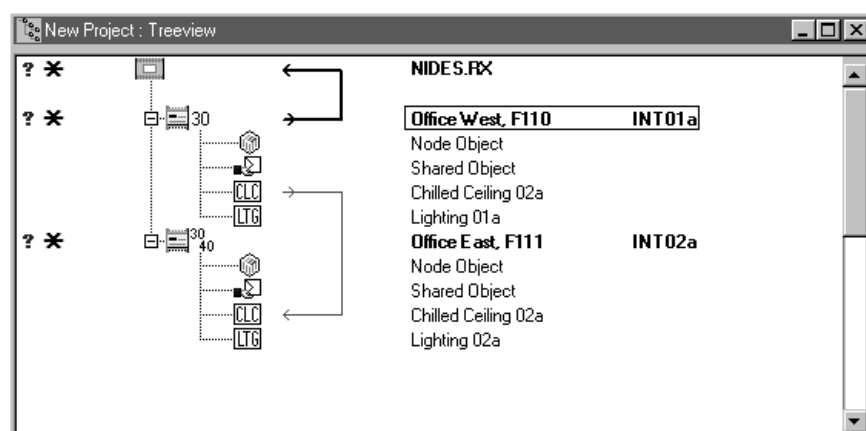 New Project : Treeview
? NIDES.RX
? 30 Office West, F110 INT01a
Node Object
Shared Object
CLC Chilled Ceiling 02a
LTG Lighting 01a
? 30 40 Office East, F111 INT02a
Node Object
Shared Object
CLC Chilled Ceiling 02a
LTG Lighting 02a